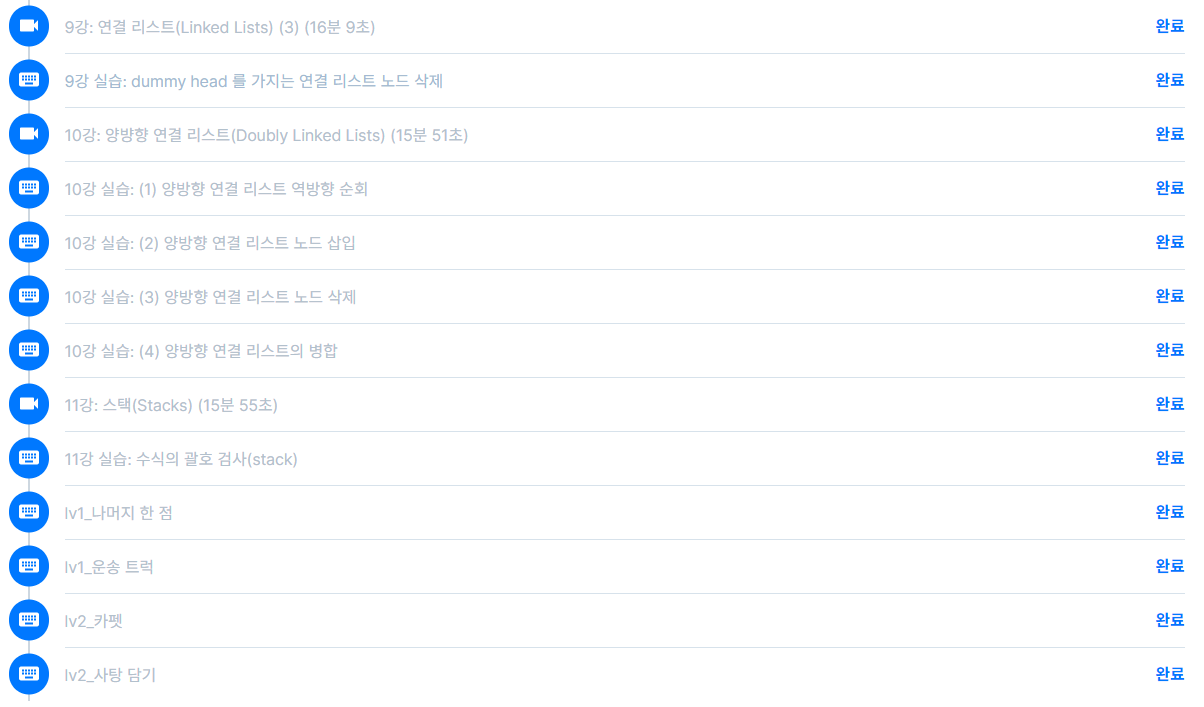 9강: 연결 리스트(Linked Lists) (3) (16분 9초) 완료
9강 실습: dummy head 를 가지는 연결 리스트 노드 삭제 완료
10강: 양뱡향 연결 리스트(Doubly Linked Lists) (15분 51초) 완료
10강 실습: (1) 양방향 연결 리스트 역방향 순회 완료
10강 실습: (2) 양방향 연결 리스트 노드 삽입 완료
10강 실습: (3) 양방향 연결 리스트 노드 삭제 완료
10강 실습: (4) 양방향 연결 리스트의 병합 완료
11강: 스택(Stacks) (15분 55초) 완료
11강 실습: 수식의 괄호 검사(stack) 완료
lv1_나머지 한 점 완료
lv1_운송 트럭 완료
lv2_카펫 완료
lv2_사탕 담기 완료